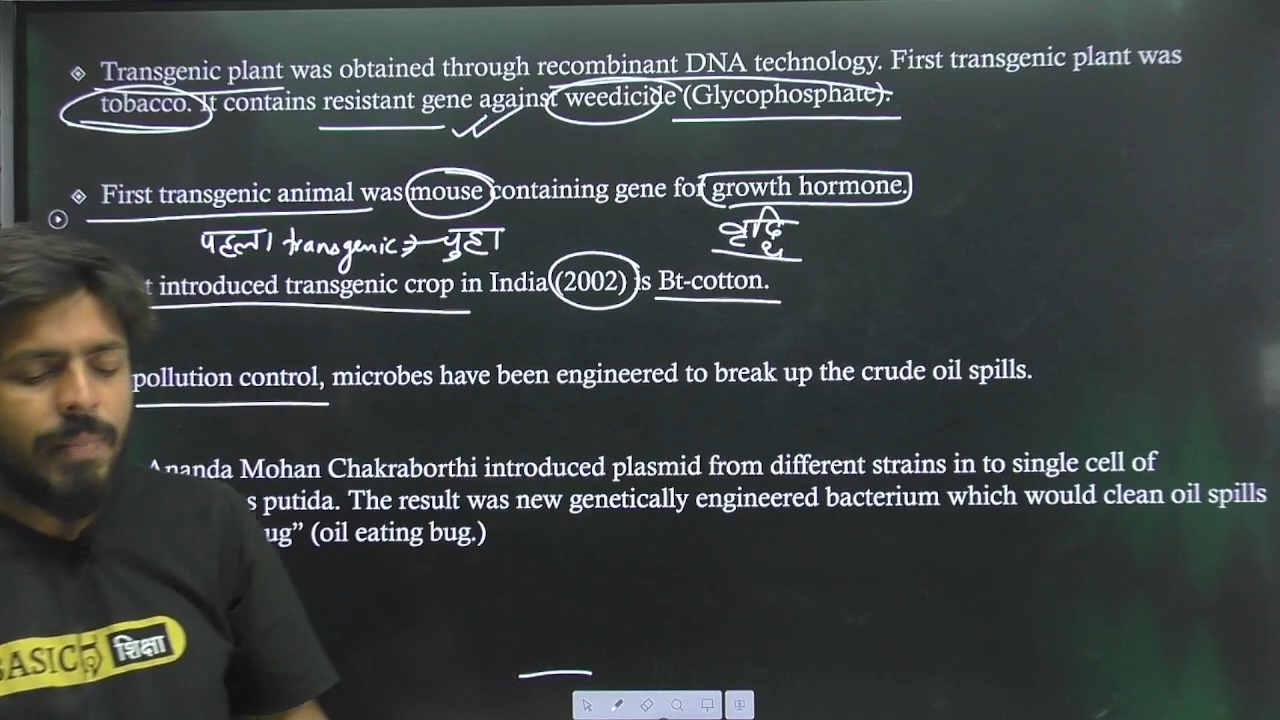 Transgenic plant was obtained through recombinant DNA technology. First transgenic plant was
tobacco. It contains resistant gene against weedicide (Glycophosphate).
First transgenic animal was mouse containing gene for growth hormone.
पहला transgenic → चुहा वृद्धि
t introduced transgenic crop in India (2002) is Bt-cotton.
pollution control, microbes have been engineered to break up the crude oil spills.
Ananda Mohan Chakraborthi introduced plasmid from different strains in to single cell of
s putida. The result was new genetically engineered bacterium which would clean oil spills
ug” (oil eating bug.)
BASIC शिक्षा